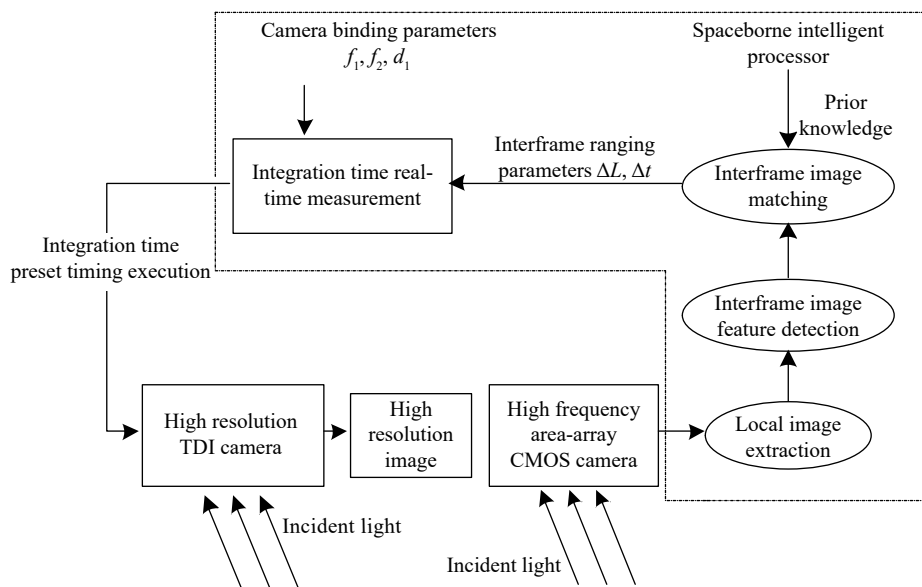 Camera binding parameters
f₁, f₂, d₁
Spaceborne intelligent
processor
Prior
knowledge
Interframe ranging
parameters ΔL, Δt
Integration time real-
time measurement
Interframe image
matching
Integration time
preset timing execution
Interframe image
feature detection
High resolution
TDI camera
High
resolution
image
High frequency
area-array
CMOS camera
Local image
extraction
Incident light
Incident light